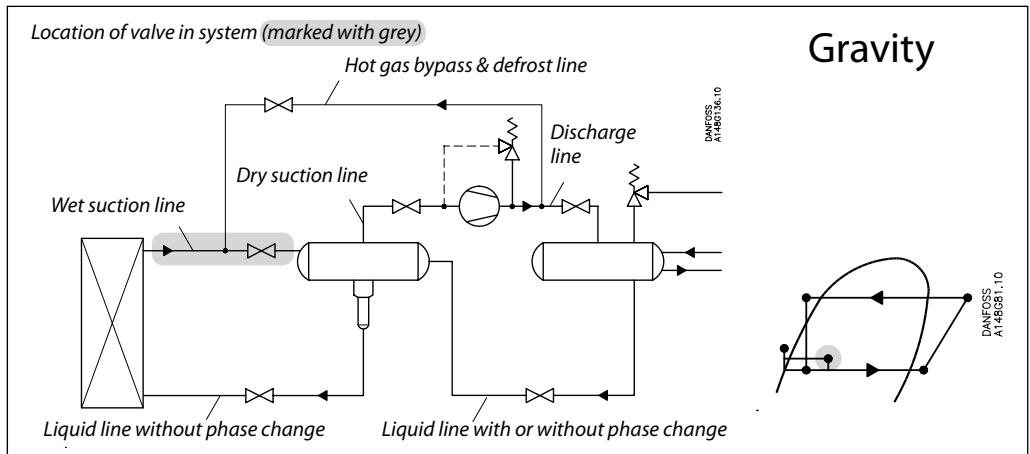 Location of valve in system (marked with grey)
Gravity
Hot gas bypass & defrost line
DANFOSS
A148G136.10
Discharge
line
Dry suction line
Wet suction line
DANFOSS
A148G81.10
Liquid line without phase change
Liquid line with or without phase change